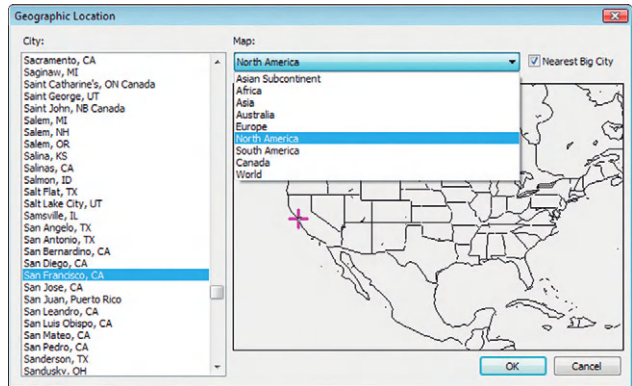 Geographic Location
City:
Map:
Sacramento, CA
Saginaw, MI
Saint Catharine's, ON Canada
Saint George, UT
Saint John, NB Canada
Salem, MI
Salem, NH
Salem, OR
Salina, KS
Salinas, CA
Salmon, ID
Salt Flat, TX
Salt Lake City, UT
Samsville, IL
San Angelo, TX
San Antonio, TX
San Bernardino, CA
San Diego, CA
San Francisco, CA
San Jose, CA
San Juan, Puerto Rico
San Leandro, CA
San Luis Obispo, CA
San Mateo, CA
San Pedro, CA
Sanderson, TX
Sandusky, OH
North America
Nearest Big City
Asian Subcontinent
Africa
Asia
Australia
Europe
North America
South America
Canada
World
OK
Cancel